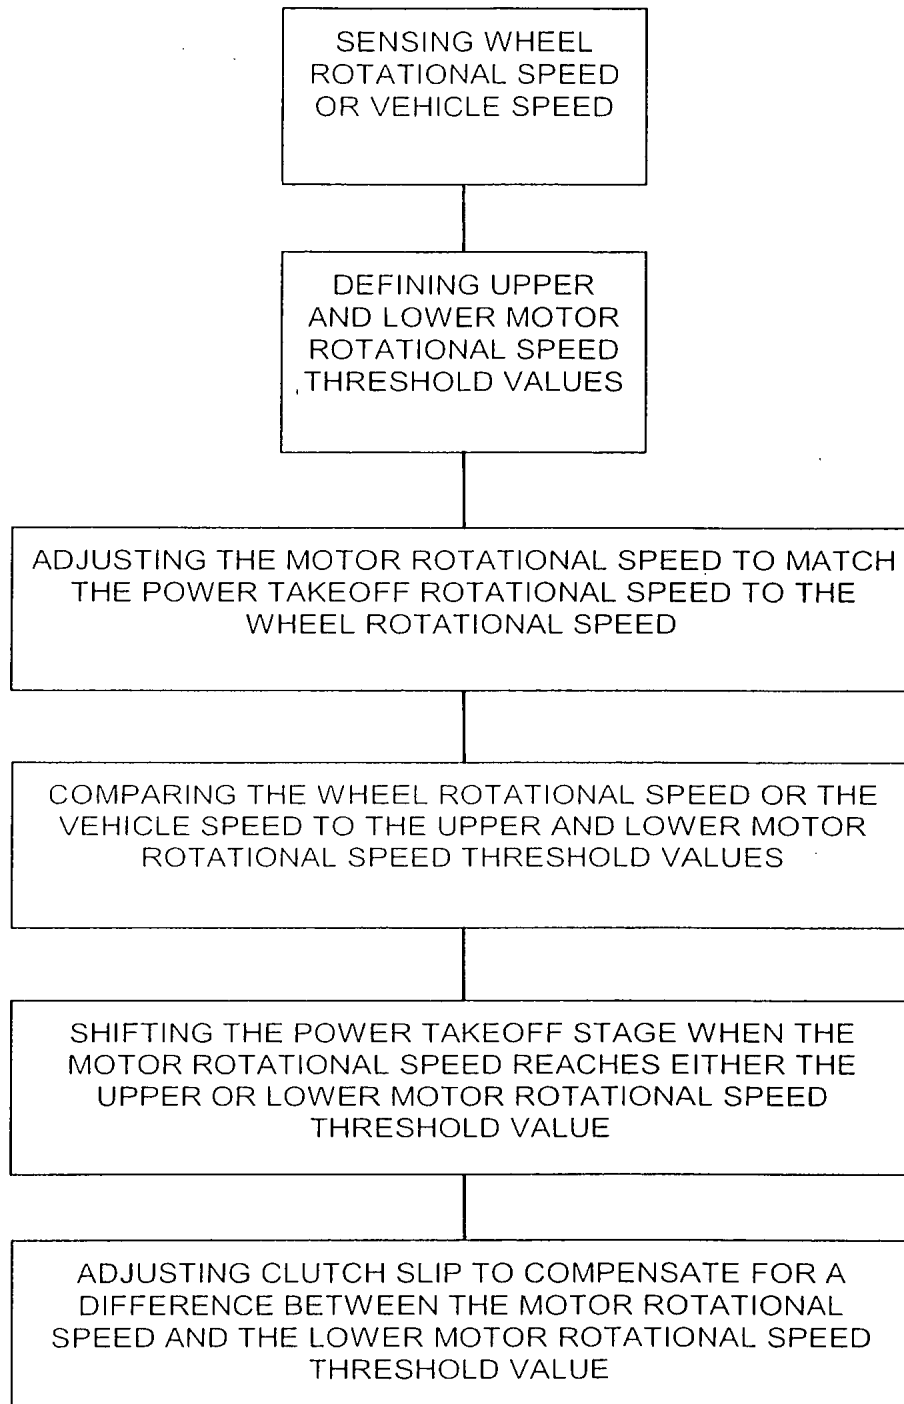 SENSING WHEEL
ROTATIONAL SPEED
OR VEHICLE SPEED
DEFINING UPPER
AND LOWER MOTOR
ROTATIONAL SPEED
THRESHOLD VALUES
ADJUSTING THE MOTOR ROTATIONAL SPEED TO MATCH
THE POWER TAKEOFF ROTATIONAL SPEED TO THE
WHEEL ROTATIONAL SPEED
COMPARING THE WHEEL ROTATIONAL SPEED OR THE
VEHICLE SPEED TO THE UPPER AND LOWER MOTOR
ROTATIONAL SPEED THRESHOLD VALUES
SHIFTING THE POWER TAKEOFF STAGE WHEN THE
MOTOR ROTATIONAL SPEED REACHES EITHER THE
UPPER OR LOWER MOTOR ROTATIONAL SPEED
THRESHOLD VALUE
ADJUSTING CLUTCH SLIP TO COMPENSATE FOR A
DIFFERENCE BETWEEN THE MOTOR ROTATIONAL
SPEED AND THE LOWER MOTOR ROTATIONAL SPEED
THRESHOLD VALUE